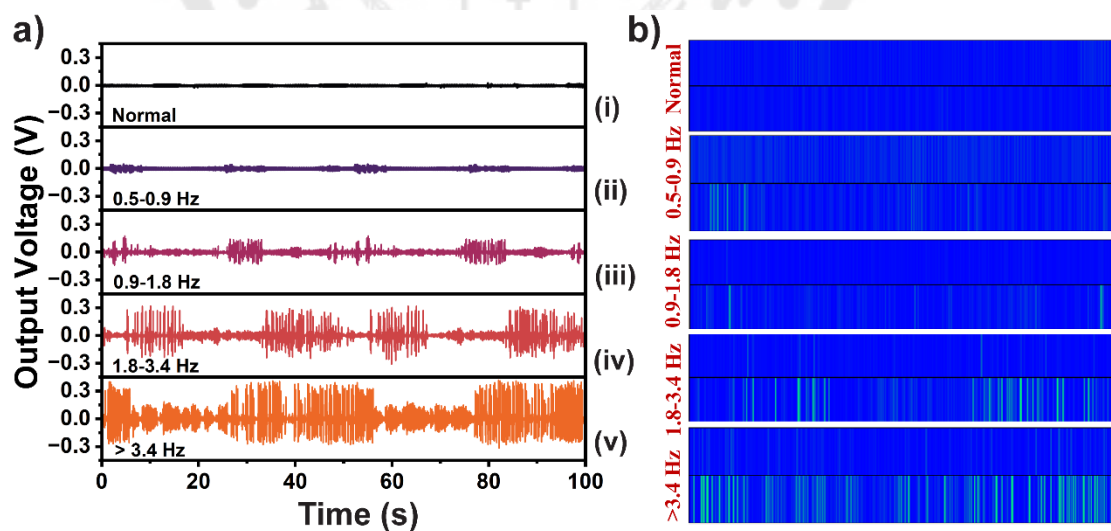 a)
Output Voltage (V)
0.3
0.0
−0.3
Normal
(i)
0.3
0.0
−0.3
0.5-0.9 Hz
(ii)
0.3
0.0
−0.3
0.9-1.8 Hz
(iii)
0.3
0.0
−0.3
1.8-3.4 Hz
(iv)
0.3
0.0
−0.3
> 3.4 Hz
(v)
0 20 40 60 80 100
Time (s)
b)
Normal
0.5-0.9 Hz
0.9-1.8 Hz
1.8-3.4 Hz
>3.4 Hz